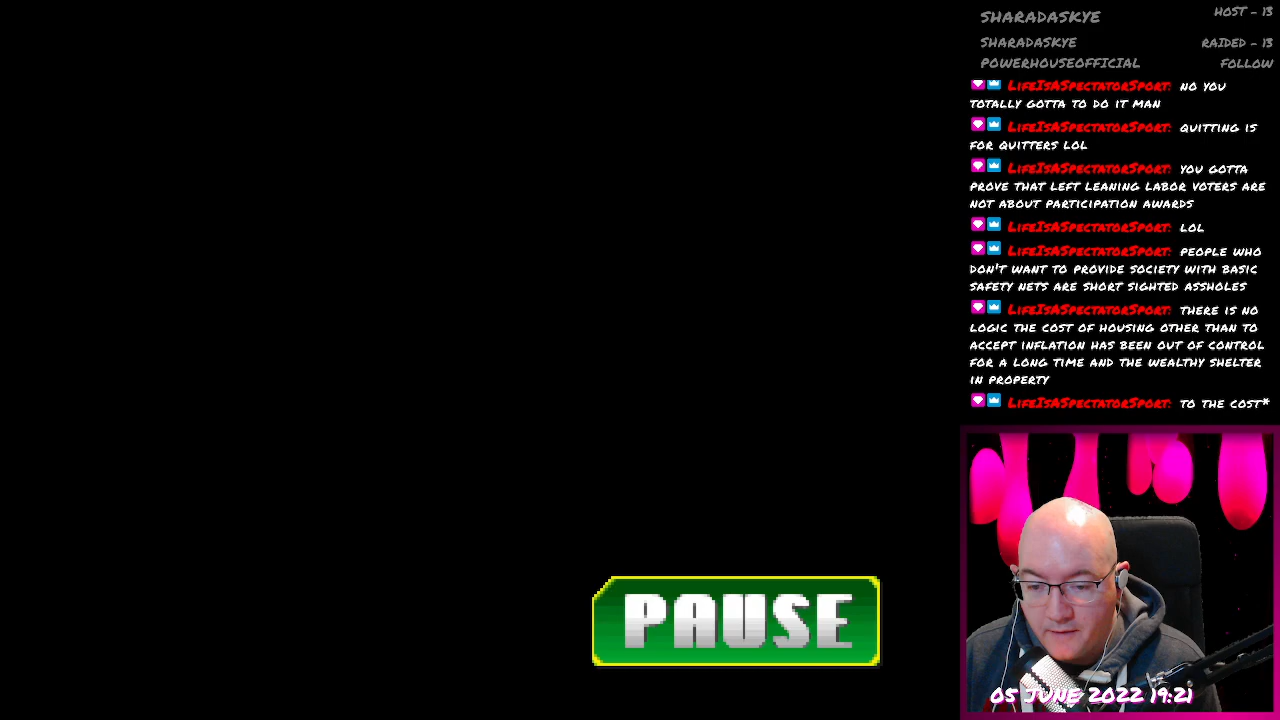 SHARADASKYE HOST - 13
SHARADASKYE RAIDED - 13
POWERHOUSEOFFICIAL FOLLOW
LifeIsASpectatorSport: NO YOU
TOTALLY GOTTA TO DO IT MAN
LifeIsASpectatorSport: QUITTING IS
FOR QUITTERS LOL
LifeIsASpectatorSport: YOU GOTTA
PROVE THAT LEFT LEANING LABOR VOTERS ARE
NOT ABOUT PARTICIPATION AWARDS
LifeIsASpectatorSport: LOL
LifeIsASpectatorSport: PEOPLE WHO
DON'T WANT TO PROVIDE SOCIETY WITH BASIC
SAFETY NETS ARE SHORT SIGHTED ASSHOLES
LifeIsASpectatorSport: THERE IS NO
LOGIC THE COST OF HOUSING OTHER THAN TO
ACCEPT INFLATION HAS BEEN OUT OF CONTROL
FOR A LONG TIME AND THE WEALTHY SHELTER
IN PROPERTY
LifeIsASpectatorSport: TO THE COST*
PAUSE
05 JUNE 2022 19:21